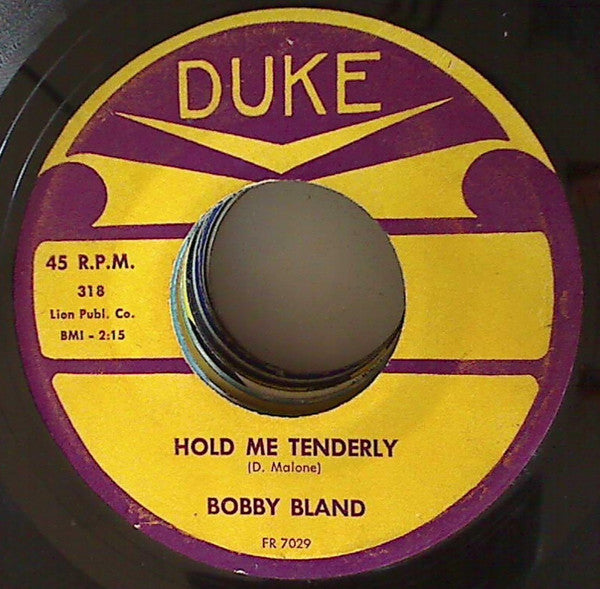 DUKE
45 R.P.M.
318
Lion Publ. Co.
BMI - 2:15
HOLD ME TENDERLY
(D. Malone)
BOBBY BLAND
FR 7029